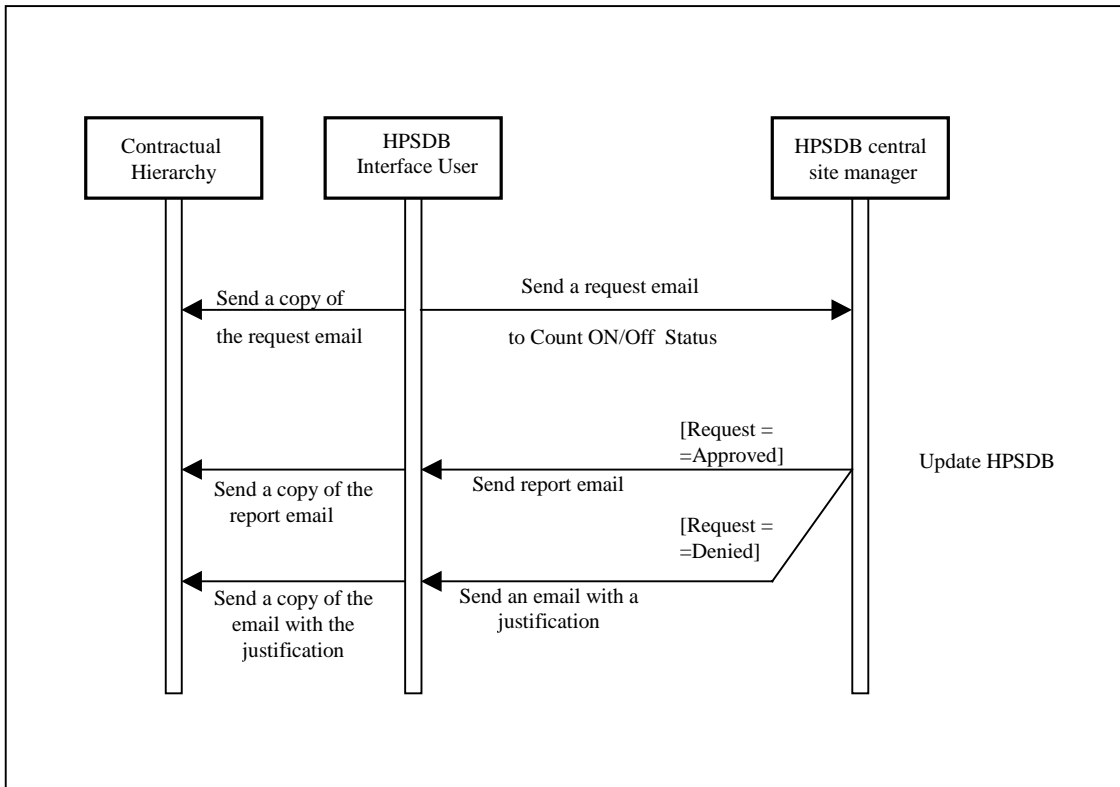 Contractual
Hierarchy
HPSDB
Interface User
HPSDB central
site manager
Send a copy of
the request email
Send a request email
to Count ON/Off Status
[Request =
=Approved]
Update HPSDB
Send a copy of the
report email
Send report email
[Request =
=Denied]
Send a copy of the
email with the
justification
Send an email with a
justification